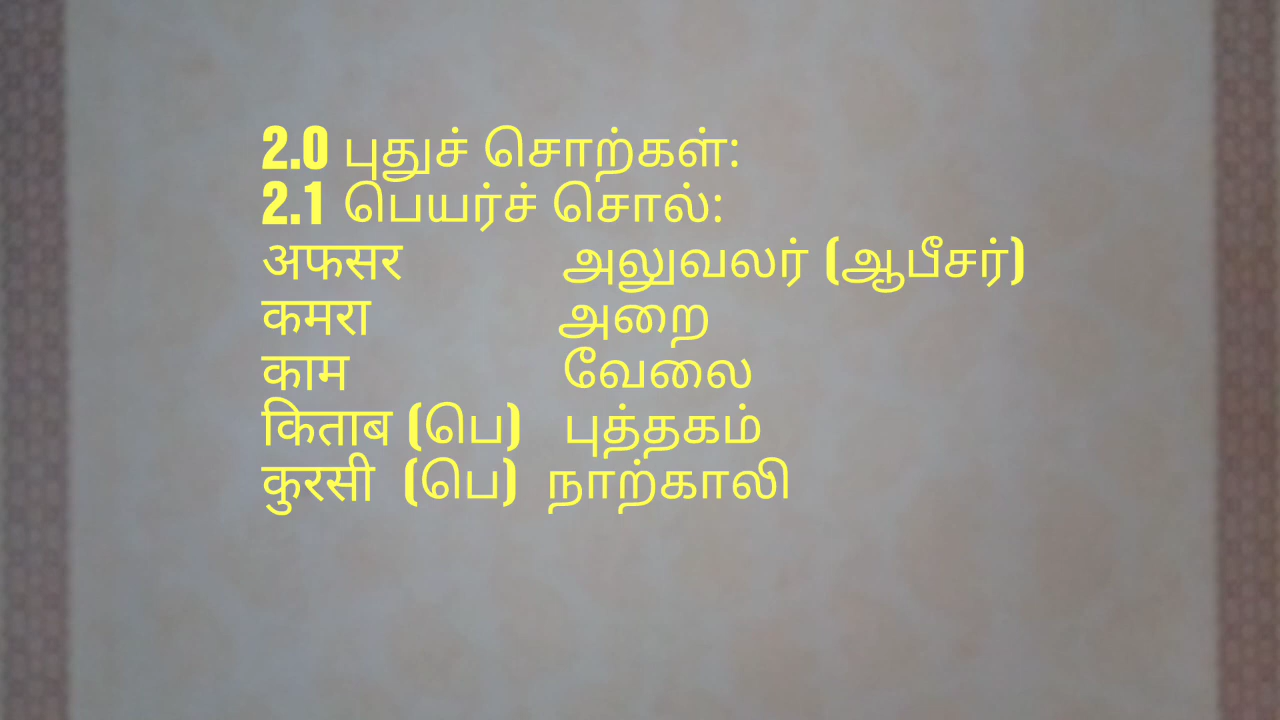 2.0 புதுச் சொற்கள்:
2.1 பெயர்ச் சொல்:
अफसर அலுவலர் (ஆபீசர்)
कमरा அறை
काम வேலை
किताब (பெ) புத்தகம்
कुरसी (பெ) நாற்காலி